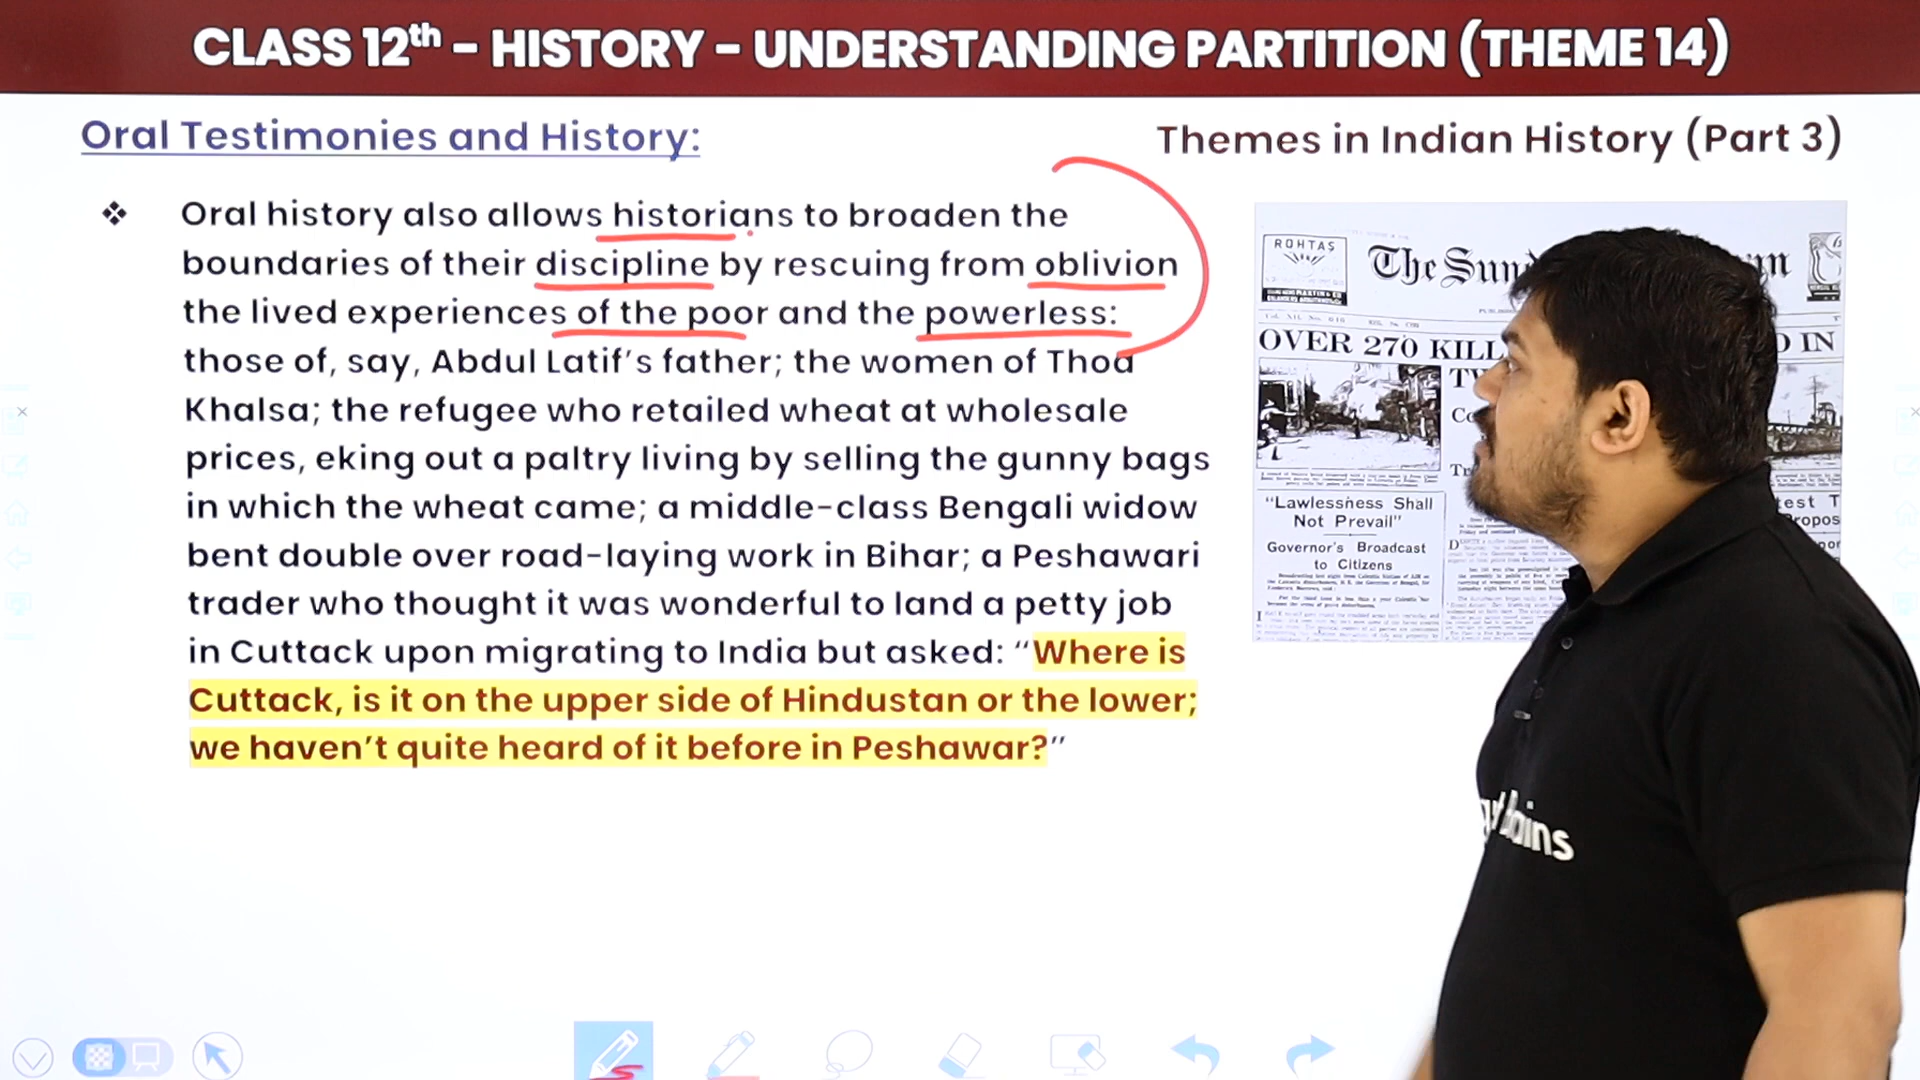 CLASS 12th – HISTORY – UNDERSTANDING PARTITION (THEME 14)
Oral Testimonies and History:
Themes in Indian History (Part 3)
❖ Oral history also allows historians to broaden the
boundaries of their discipline by rescuing from oblivion
the lived experiences of the poor and the powerless:
those of, say, Abdul Latif’s father; the women of Thoa
Khalsa; the refugee who retailed wheat at wholesale
prices, eking out a paltry living by selling the gunny bags
in which the wheat came; a middle-class Bengali widow
bent double over road-laying work in Bihar; a Peshawari
trader who thought it was wonderful to land a petty job
in Cuttack upon migrating to India but asked: “Where is
Cuttack, is it on the upper side of Hindustan or the lower;
we haven’t quite heard of it before in Peshawar?”
ROHTAS
The Sun
OVER 270 KILL
D IN
“Lawlessness Shall
Not Prevail”
Governor's Broadcast
to Citizens
ains